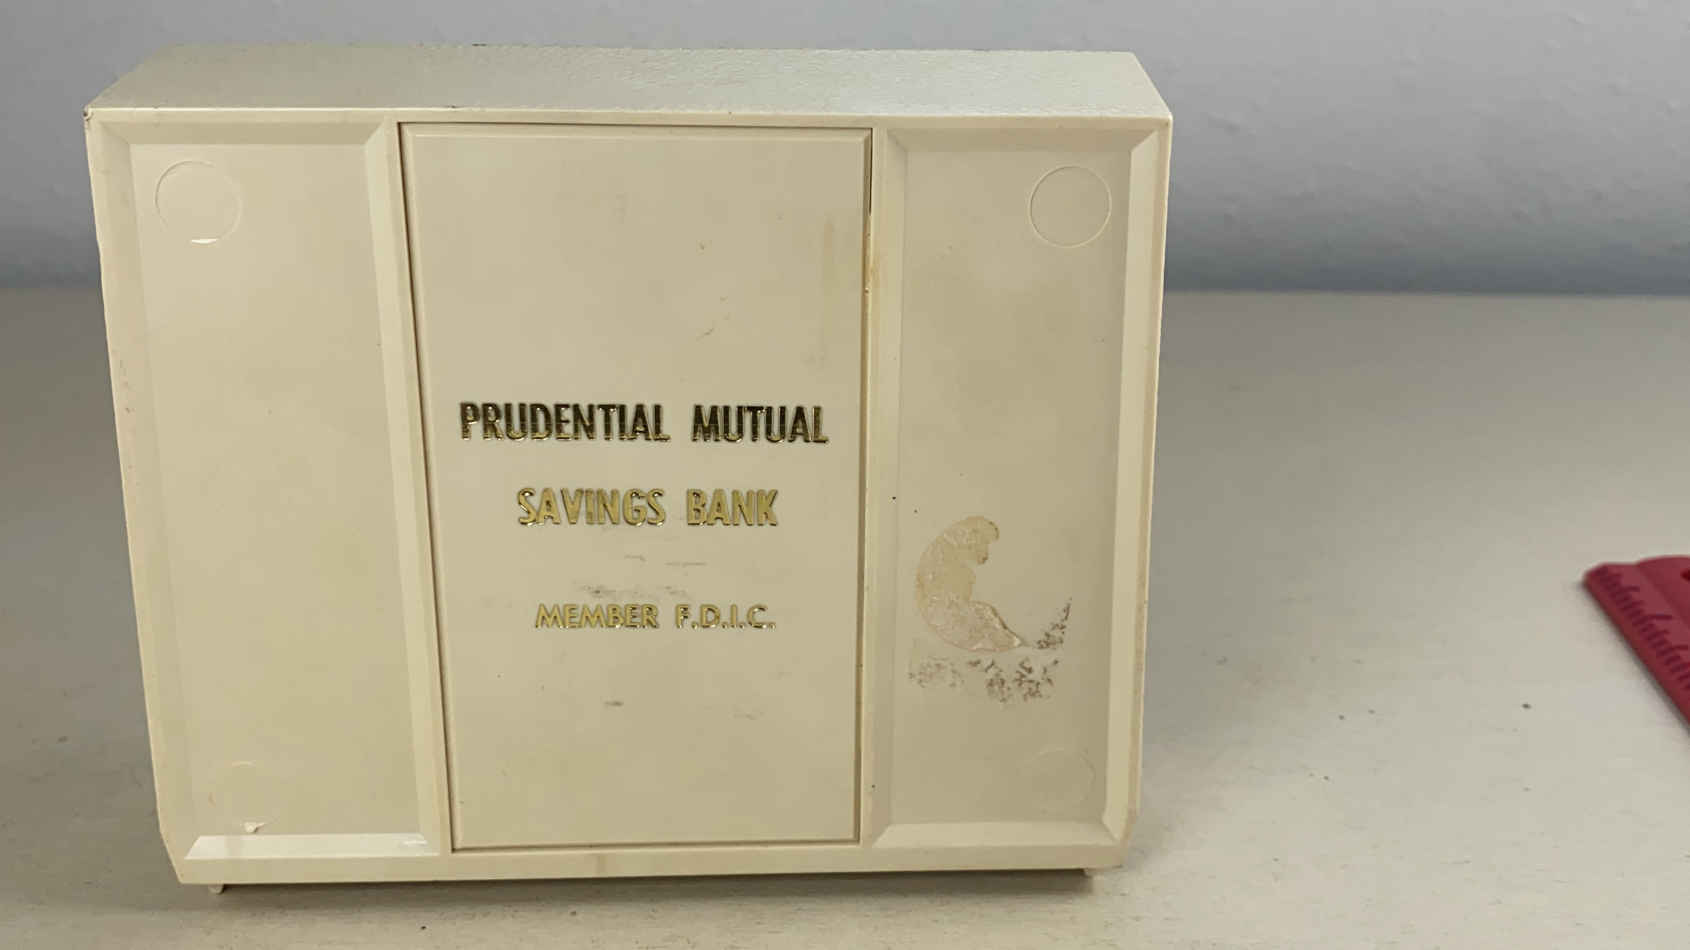 PRUDENTIAL MUTUAL
SAVINGS BANK
MEMBER F.D.I.C.